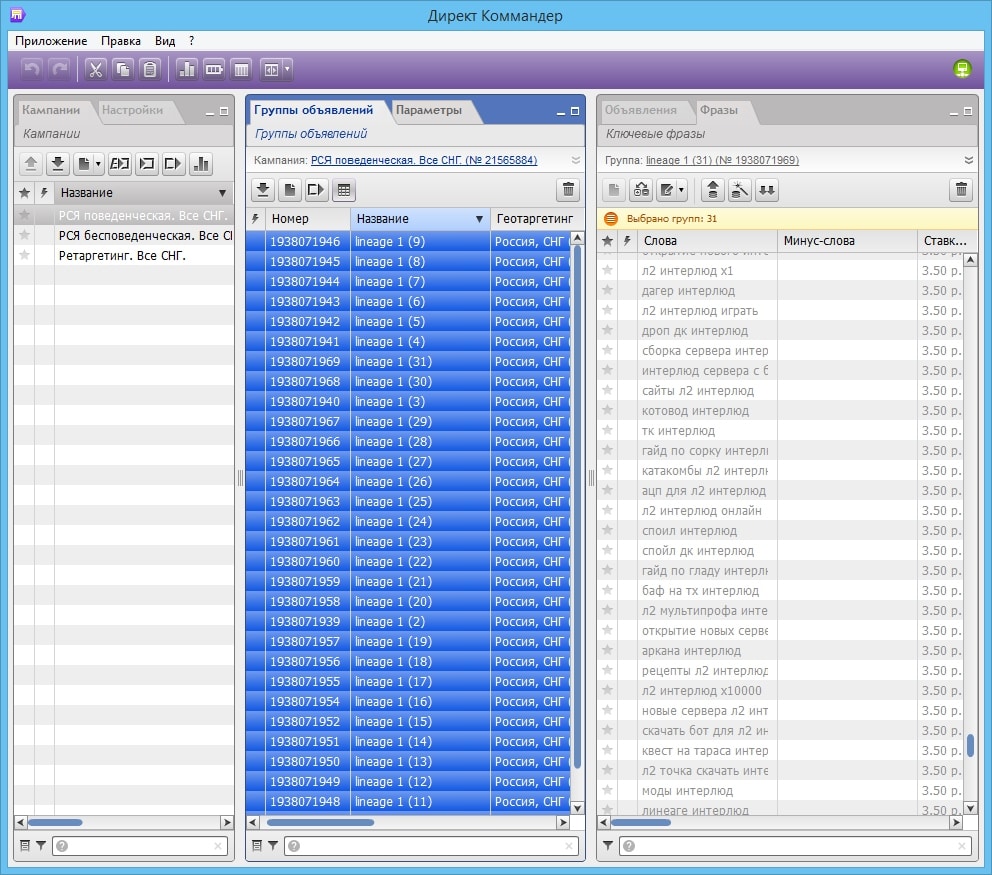 Директ Коммандер
Приложение Правка Вид ?
Кампании Настройки
Кампании
Название
РСЯ поведенческая. Все СНГ.
РСЯ бесповеденческая. Все С
Ретаргетинг. Все СНГ.
Группы объявлений Параметры
Группы объявлений
Кампания: РСЯ поведенческая. Все СНГ. (№ 21565884)
Номер Название Геотаргетинг
1938071946 lineage 1 (9) Россия, СНГ
1938071945 lineage 1 (8) Россия, СНГ
1938071944 lineage 1 (7) Россия, СНГ
1938071943 lineage 1 (6) Россия, СНГ
1938071942 lineage 1 (5) Россия, СНГ
1938071941 lineage 1 (4) Россия, СНГ
1938071969 lineage 1 (31) Россия, СНГ
1938071968 lineage 1 (30) Россия, СНГ
1938071940 lineage 1 (3) Россия, СНГ
1938071967 lineage 1 (29) Россия, СНГ
1938071966 lineage 1 (28) Россия, СНГ
1938071965 lineage 1 (27) Россия, СНГ
1938071964 lineage 1 (26) Россия, СНГ
1938071963 lineage 1 (25) Россия, СНГ
1938071962 lineage 1 (24) Россия, СНГ
1938071961 lineage 1 (23) Россия, СНГ
1938071960 lineage 1 (22) Россия, СНГ
1938071959 lineage 1 (21) Россия, СНГ
1938071958 lineage 1 (20) Россия, СНГ
1938071939 lineage 1 (2) Россия, СНГ
1938071957 lineage 1 (19) Россия, СНГ
1938071956 lineage 1 (18) Россия, СНГ
1938071955 lineage 1 (17) Россия, СНГ
1938071954 lineage 1 (16) Россия, СНГ
1938071952 lineage 1 (15) Россия, СНГ
1938071951 lineage 1 (14) Россия, СНГ
1938071950 lineage 1 (13) Россия, СНГ
1938071949 lineage 1 (12) Россия, СНГ
1938071948 lineage 1 (11) Россия, СНГ
Объявления Фразы
Ключевые фразы
Группа: lineage 1 (31) (№ 1938071969)
Выбрано групп: 31
Слова Минус-слова Ставк...
л2 интерлюд х1 3.50 р.
дагер интерлюд 3.50 р.
л2 интерлюд играть 3.50 р.
дроп дк интерлюд 3.50 р.
сборка сервера интер 3.50 р.
интерлюд сервера с 3.50 р.
сайты л2 интерлюд 3.50 р.
котовод интерлюд 3.50 р.
тк интерлюд 3.50 р.
гайд по сорку интерл 3.50 р.
катакомбы л2 интерл 3.50 р.
ацп для л2 интерлюд 3.50 р.
л2 интерлюд онлайн 3.50 р.
споил интерлюд 3.50 р.
спойл дк интерлюд 3.50 р.
гайд по гладу интерл 3.50 р.
баф на тх интерлюд 3.50 р.
л2 мультипрофа инте 3.50 р.
открытие новых серве 3.50 р.
аркана интерлюд 3.50 р.
рецепты л2 интерлюд 3.50 р.
л2 интерлюд х10000 3.50 р.
новые сервера л2 инт 3.50 р.
скачать бот для л2 ин 3.50 р.
квест на тараса интер 3.50 р.
л2 точка скачать инте 3.50 р.
моды интерлюд 3.50 р.
линеаге интерлюд 3.50 р.